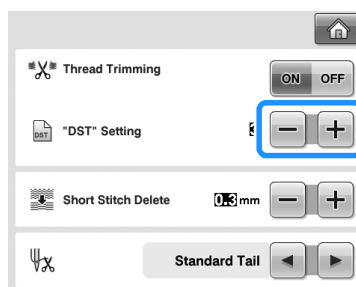 Thread Trimming
ON OFF
DST
"DST" Setting
Short Stitch Delete
0.3 mm
Standard Tail